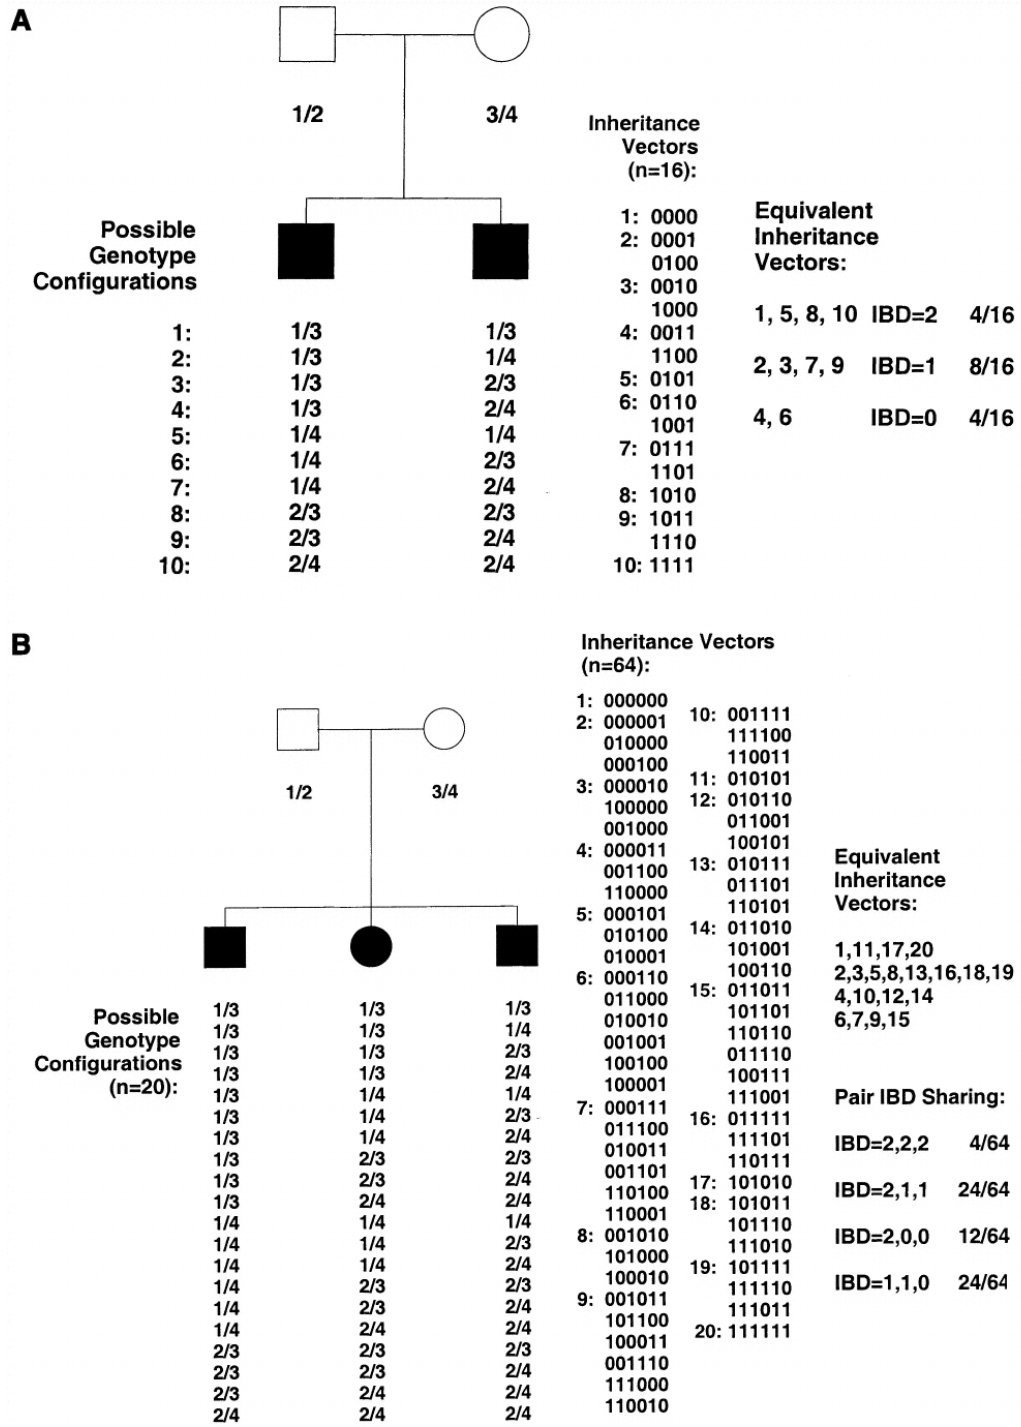 A
1/2 3/4
Inheritance
Vectors
(n=16):
Possible
Genotype
Configurations
1: 1/3 1/3
2: 1/3 1/4
3: 1/3 2/3
4: 1/3 2/4
5: 1/4 1/4
6: 1/4 2/3
7: 1/4 2/4
8: 2/3 2/3
9: 2/3 2/4
10: 2/4 2/4
1: 0000
2: 0001
0100
3: 0010
1000
4: 0011
1100
5: 0101
6: 0110
1001
7: 0111
1101
8: 1010
9: 1011
1110
10: 1111
Equivalent
Inheritance
Vectors:
1, 5, 8, 10 IBD=2 4/16
2, 3, 7, 9 IBD=1 8/16
4, 6 IBD=0 4/16
B
1/2 3/4
Possible
Genotype
Configurations
(n=20):
1/3 1/3 1/3
1/3 1/3 1/4
1/3 1/3 2/3
1/3 1/3 2/4
1/3 1/4 1/4
1/3 1/4 2/3
1/3 1/4 2/4
1/3 2/3 2/3
1/3 2/3 2/4
1/3 2/4 2/4
1/4 1/4 1/4
1/4 1/4 2/3
1/4 1/4 2/4
1/4 2/3 2/3
1/4 2/3 2/4
1/4 2/4 2/4
2/3 2/3 2/3
2/3 2/3 2/4
2/3 2/4 2/4
2/4 2/4 2/4
Inheritance Vectors
(n=64):
1: 000000
2: 000001
010000
000100
3: 000010
100000
001000
4: 000011
001100
110000
5: 000101
010100
010001
6: 000110
011000
010010
001001
100100
100001
7: 000111
011100
010011
001101
110100
110001
8: 001010
101000
100010
9: 001011
101100
100011
001110
111000
110010
10: 001111
111100
110011
11: 010101
12: 010110
011001
100101
13: 010111
011101
110101
14: 011010
101001
100110
15: 011011
101101
110110
011110
100111
111001
16: 011111
111101
110111
17: 101010
18: 101011
101110
111010
19: 101111
111110
111011
20: 111111
Equivalent
Inheritance
Vectors:
1,11,17,20
2,3,5,8,13,16,18,19
4,10,12,14
6,7,9,15
Pair IBD Sharing:
IBD=2,2,2 4/64
IBD=2,1,1 24/64
IBD=2,0,0 12/64
IBD=1,1,0 24/64